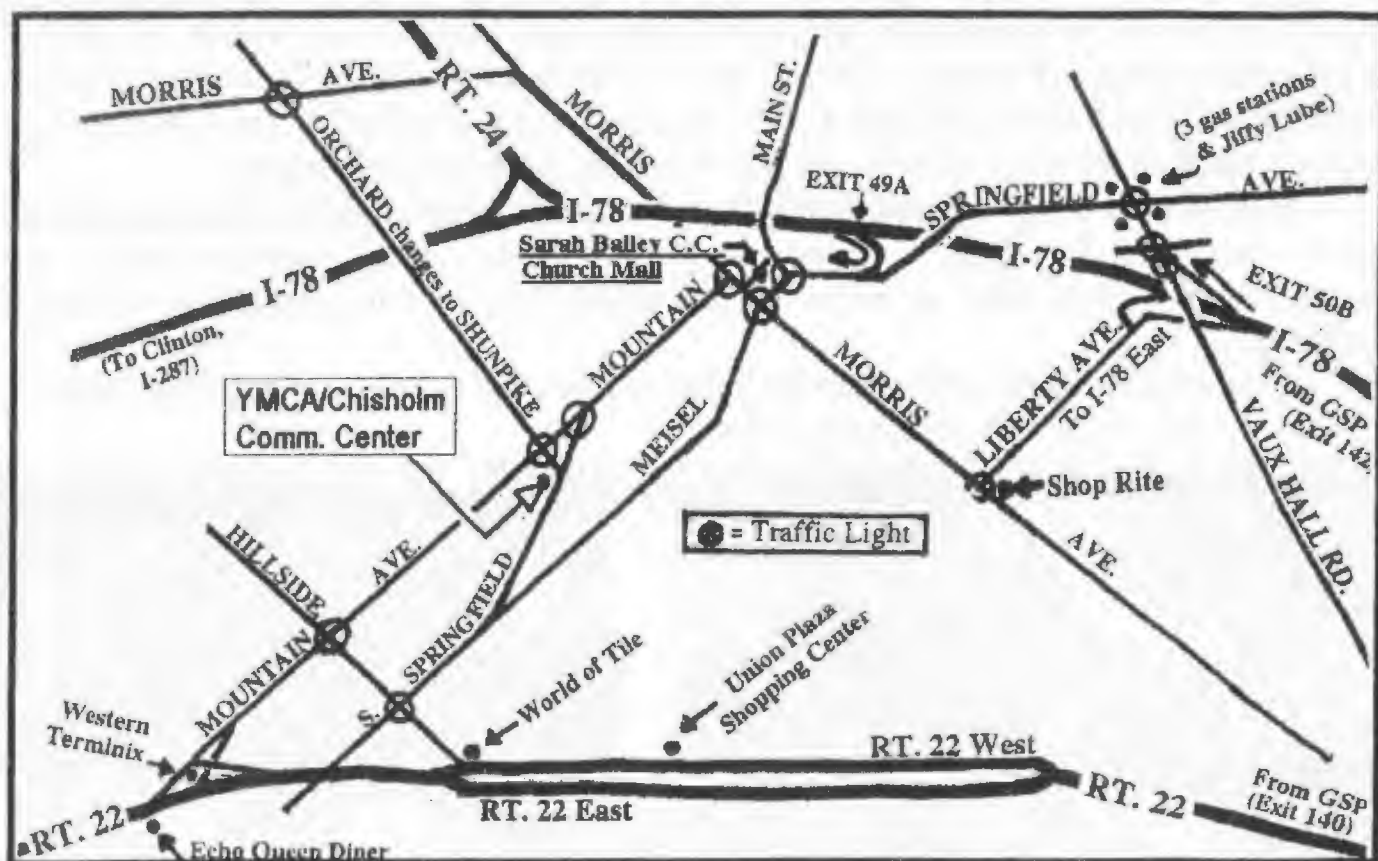 MORRIS AVE.
RT. 24
MORRIS
MAIN ST.
(3 gas stations
& Jiffy Lube)
EXIT 49A
SPRINGFIELD AVE.
ORCHARD changes to SHUNPIKE
I-78
Sarah Bailey C.C.
Church Mall
I-78
EXIT 50B
I-78
(To Clinton,
I-287)
I-78
From GSP
(Exit 142
MOUNTAIN
MORRIS
LIBERTY AVE.
To I-78 East
YMCA/Chisholm
Comm. Center
MEISEL
VAUX HALL RD.
Shop Rite
= Traffic Light
AVE.
HILLSIDE
AVE.
MOUNTAIN
S. SPRINGFIELD
World of Tile
Union Plaza
Shopping Center
Western
Terminix
RT. 22 West
RT. 22 East
RT. 22
From GSP
(Exit 140)
RT. 22
Echo Queen Diner